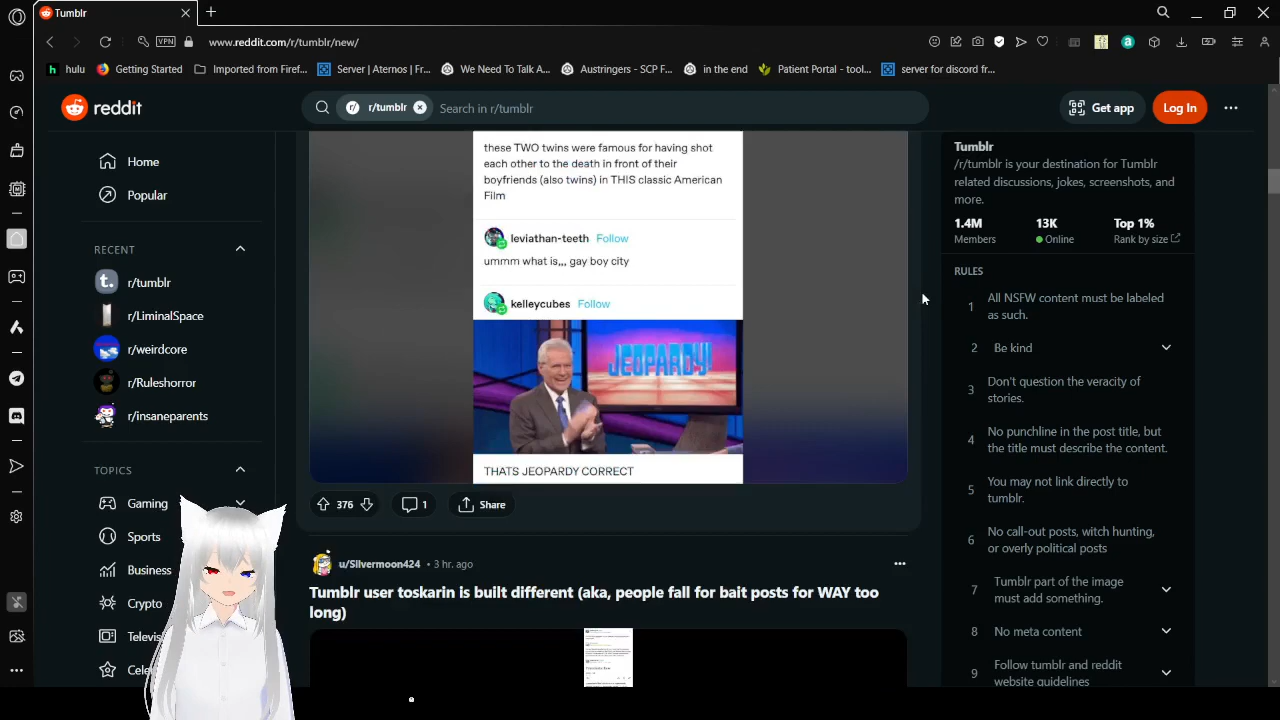 Tumblr
www.reddit.com/r/tumblr/new/
VPN
hulu
Getting Started
Imported from Firef...
Server | Aternos | Fr...
We Need To Talk A...
Austringers - SCP F...
in the end
Patient Portal - tool...
server for discord fr...
reddit
r/ r/tumblr
Search in r/tumblr
Get app
Log In
Home
Popular
RECENT
r/tumblr
r/LiminalSpace
r/weirdcore
r/Ruleshorror
r/insaneparents
TOPICS
Gaming
Sports
Business
Crypto
Televi
Cel
these TWO twins were famous for having shot
each other to the death in front of their
boyfriends (also twins) in THIS classic American
Film
leviathan-teeth Follow
ummm what is,,, gay boy city
kelleycubes Follow
JEOPARDY!
THATS JEOPARDY CORRECT
376
1
Share
u/Silvermoon424 • 3 hr. ago
Tumblr user toskarin is built different (aka, people fall for bait posts for WAY too
long)
Tumblr
/r/tumblr is your destination for Tumblr
related discussions, jokes, screenshots, and
more.
1.4M 13K Top 1%
Members Online Rank by size
RULES
1 All NSFW content must be labeled
as such.
2 Be kind
3 Don't question the veracity of
stories.
4 No punchline in the post title, but
the title must describe the content.
5 You may not link directly to
tumblr.
6 No call-out posts, witch hunting,
or overly political posts
7 Tumblr part of the image
must add something.
8 No meta content
9 Follow tumblr and reddit
website guidelines